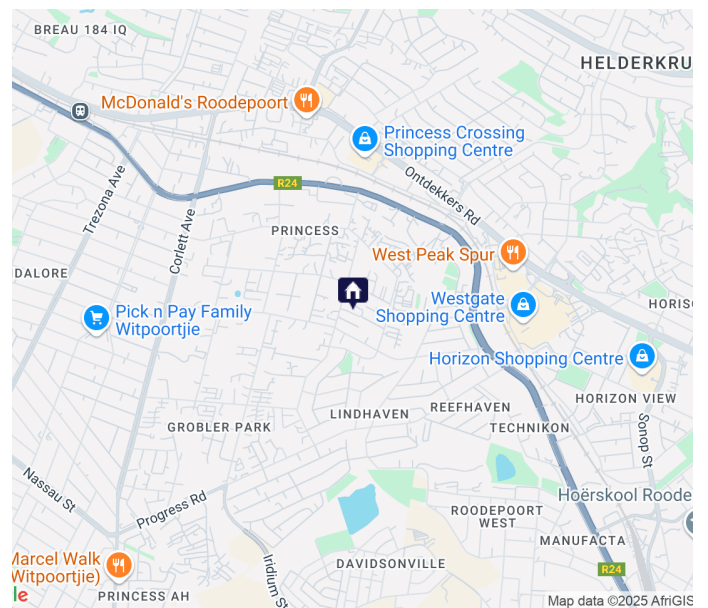 BREAU 184 IQ
HELDERKRU
McDonald's Roodepoort
Princess Crossing
Shopping Centre
R24
Ontdekkers Rd
Trezona Ave
Corlett Ave
PRINCESS
West Peak Spur
NDALORE
Westgate
Shopping Centre
HORISO
Pick n Pay Family
Witpoortjie
Horizon Shopping Centre
HORIZON VIEW
LINDHAVEN
REEFHAVEN
GROBLER PARK
TECHNIKON
Sonop St
Nassau St
Progress Rd
Hoërskool Roode
ROODEPOORT
WEST
MANUFACTA
Marcel Walk
Witpoortjie)
Iridium St
DAVIDSONVILLE
R24
PRINCESS AH
le
Map data ©2025 AfriGIS